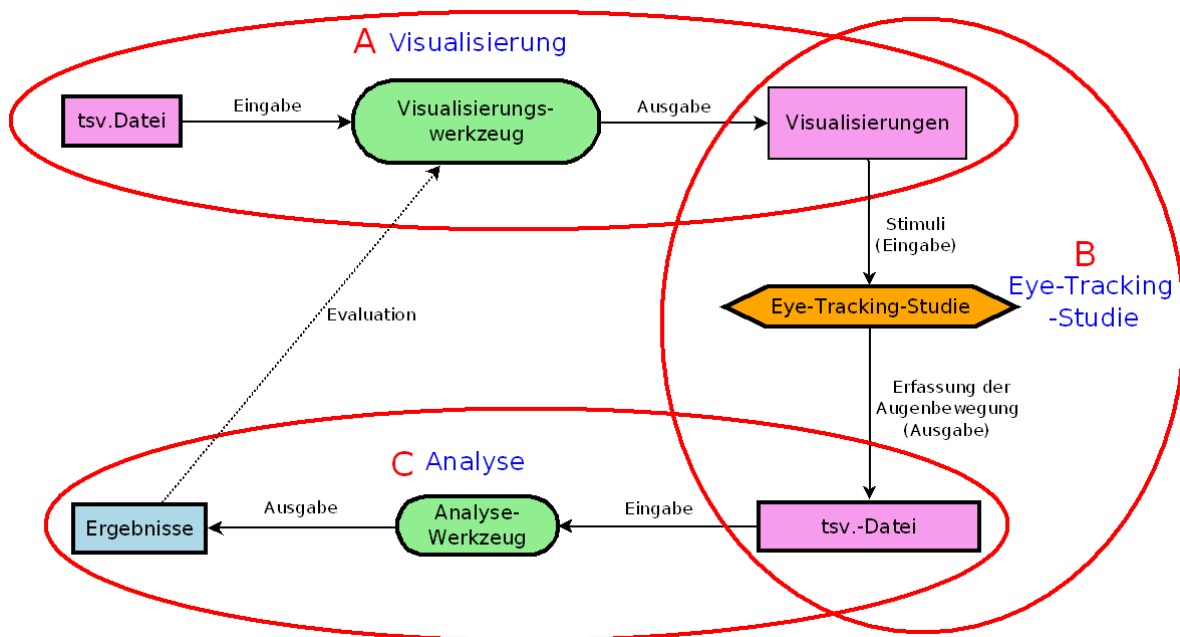 A Visualisierung
tsv.Datei
Eingabe
Visualisierungs-
werkzeug
Ausgabe
Visualisierungen
Stimuli
(Eingabe)
B
Eye-Tracking
-Studie
Eye-Tracking-Studie
Evaluation
Erfassung der
Augenbewegung
(Ausgabe)
C Analyse
Ergebnisse
Ausgabe
Analyse-
Werkzeug
Eingabe
tsv.-Datei